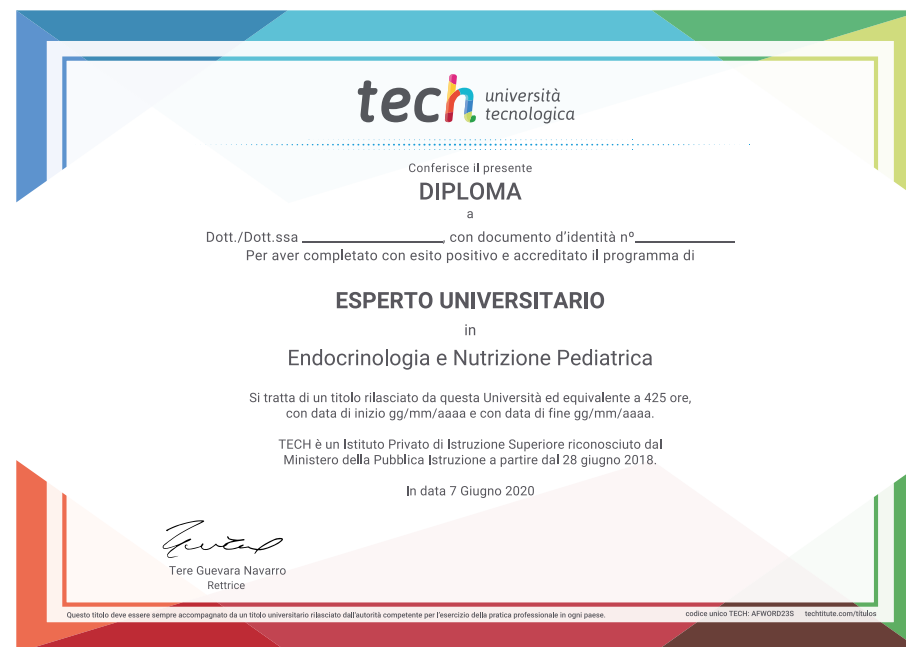 tech università
tecnologica
Conferisce il presente
DIPLOMA
a
Dott./Dott.ssa ________________, con documento d'identità nº____________
Per aver completato con esito positivo e accreditato il programma di
ESPERTO UNIVERSITARIO
in
Endocrinologia e Nutrizione Pediatrica
Si tratta di un titolo rilasciato da questa Università ed equivalente a 425 ore,
con data di inizio gg/mm/aaaa e con data di fine gg/mm/aaaa.
TECH è un Istituto Privato di Istruzione Superiore riconosciuto dal
Ministero della Pubblica Istruzione a partire dal 28 giugno 2018.
In data 7 Giugno 2020
Tere Guevara Navarro
Rettrice
Questo titolo deve essere sempre accompagnato da un titolo universitario rilasciato dall'autorità competente per l'esercizio della pratica professionale in ogni paese.
codice unico TECH: AFWORD23S techtitute.com/títulos